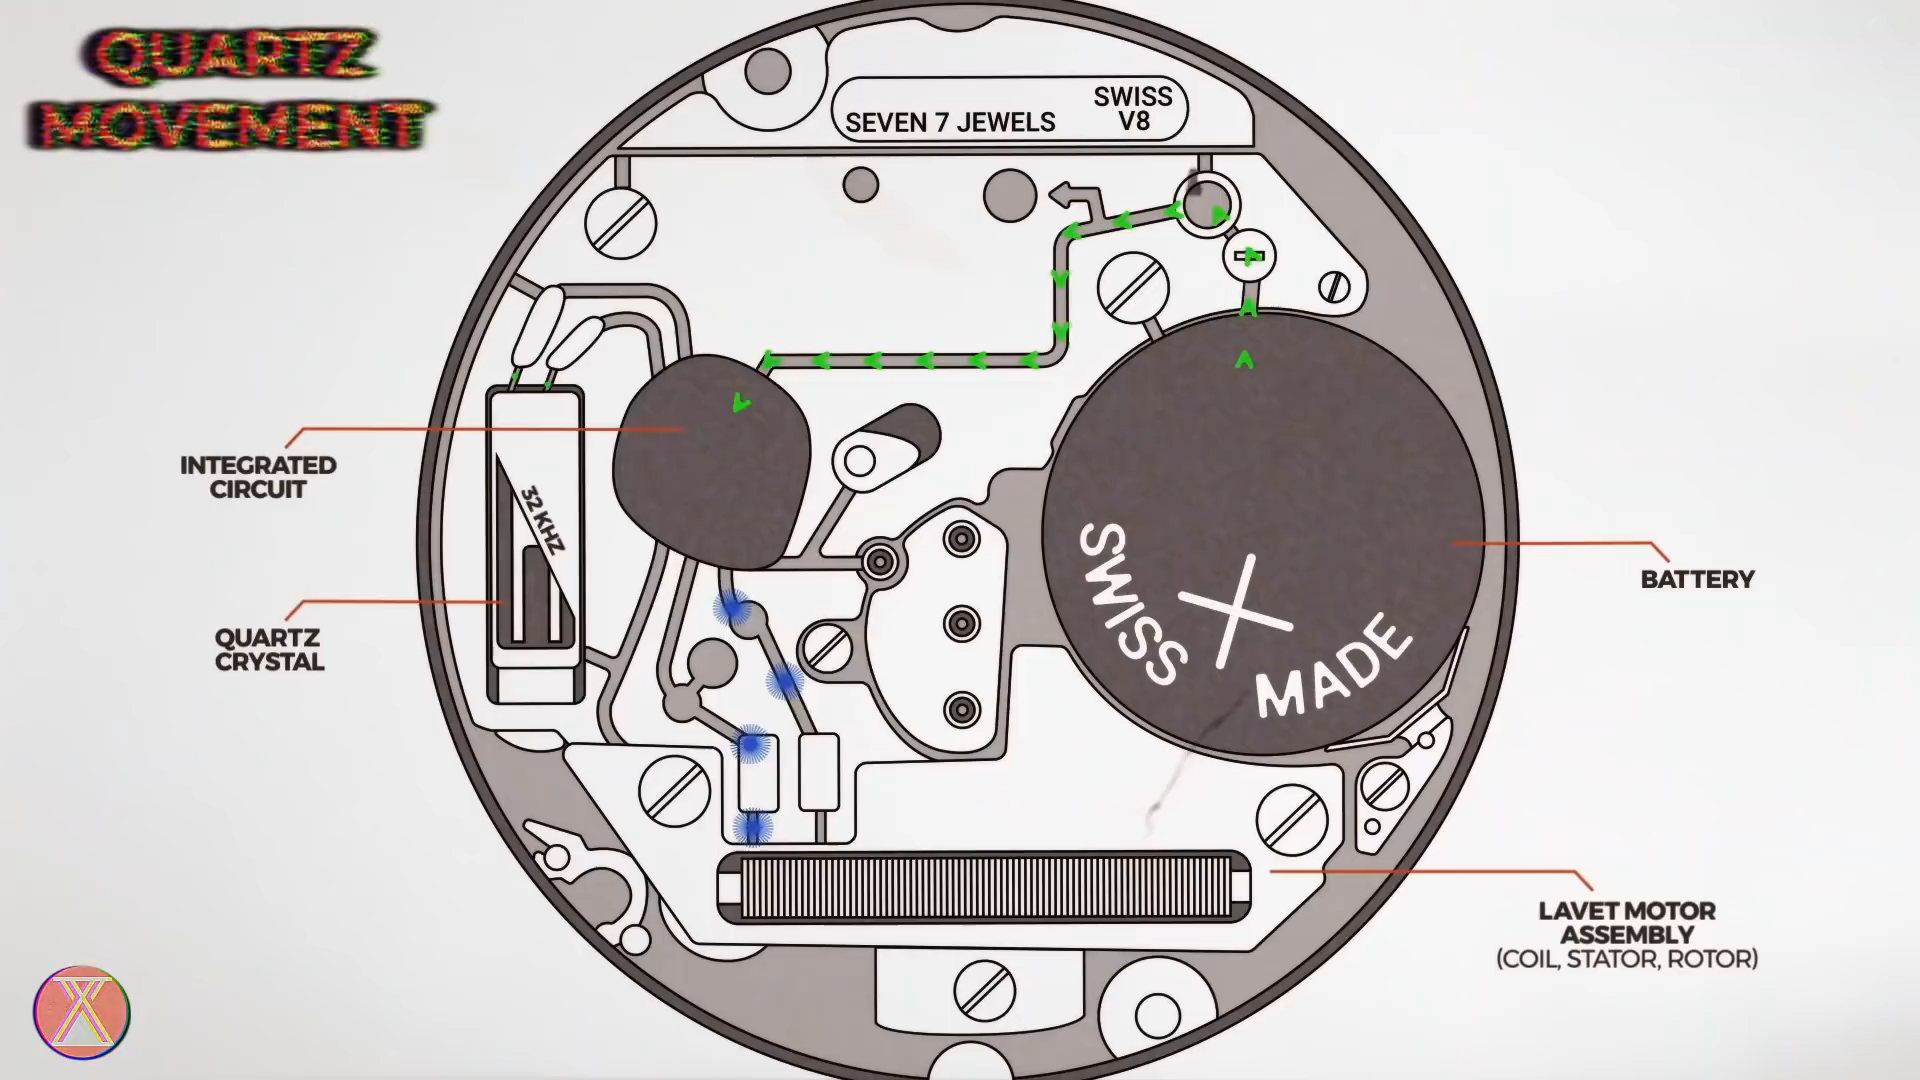 QUARTZ
MOVEMENT
SWISS
SEVEN 7 JEWELS V8
INTEGRATED
CIRCUIT
32 KHZ
QUARTZ
CRYSTAL
SWISS MADE
BATTERY
LAVET MOTOR
ASSEMBLY
(COIL, STATOR, ROTOR)